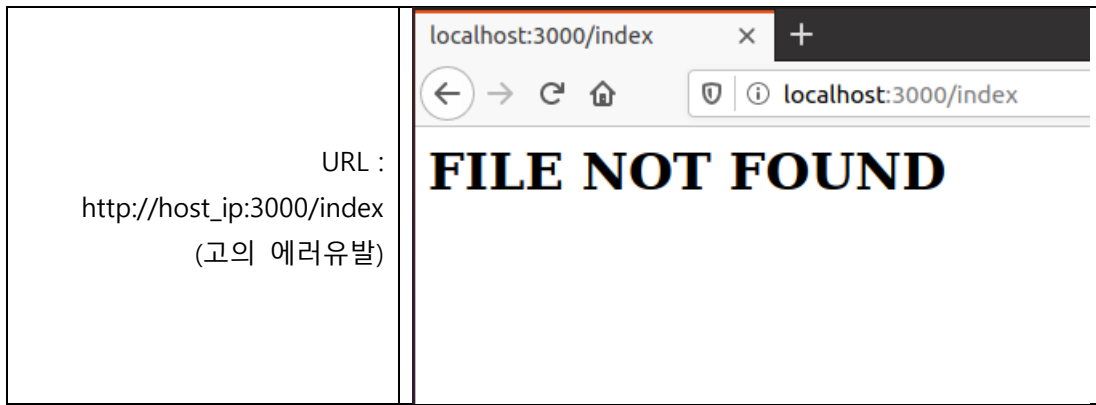 URL :
http://host_ip:3000/index
(고의 에러유발)
localhost:3000/index
localhost:3000/index
FILE NOT FOUND